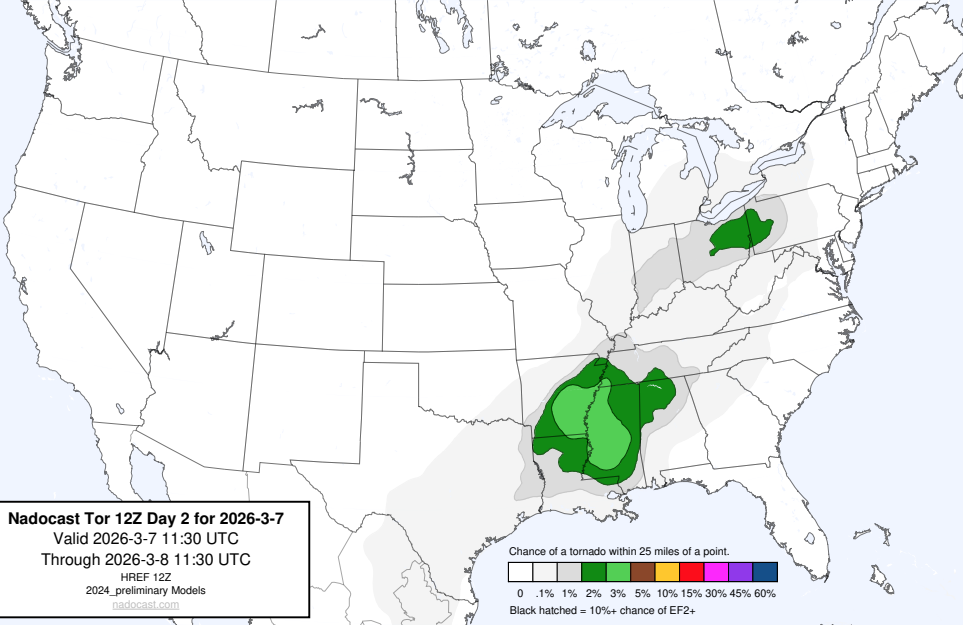 Nadocast Tor 12Z Day 2 for 2026-3-7
Valid 2026-3-7 11:30 UTC
Through 2026-3-8 11:30 UTC
HREF 12Z
2024_preliminary Models
nadocast.com
Chance of a tornado within 25 miles of a point.
0 .1% 1% 2% 3% 5% 10% 15% 30% 45% 60%
Black hatched = 10%+ chance of EF2+